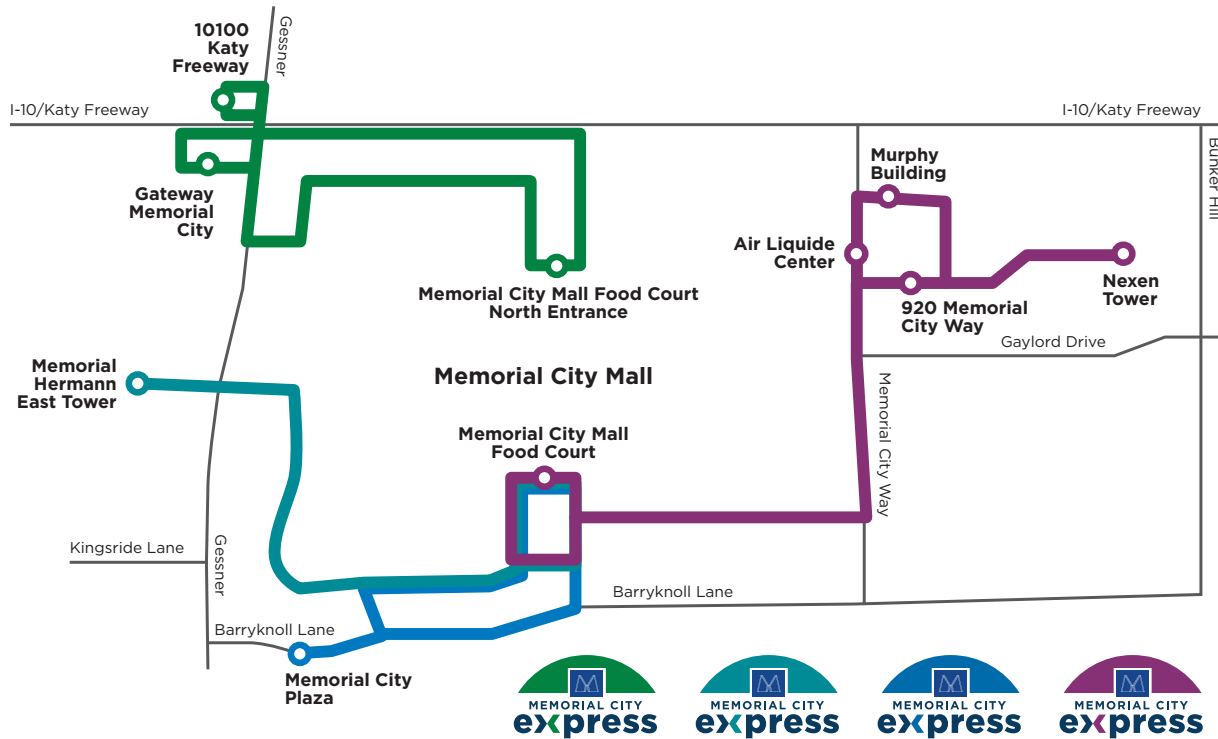 10100
Katy
Freeway
Gessner
I-10/Katy Freeway
I-10/Katy Freeway
Bunker Hill
Murphy
Building
Gateway
Memorial
City
Air Liquide
Center
Memorial City Mall Food Court
North Entrance
920 Memorial
City Way
Nexen
Tower
Gaylord Drive
Memorial
Hermann
East Tower
Memorial City Mall
Memorial City Way
Memorial City Mall
Food Court
Kingsride Lane
Gessner
Barryknoll Lane
Barryknoll Lane
Memorial City
Plaza
MEMORIAL CITY
express
MEMORIAL CITY
express
MEMORIAL CITY
express
MEMORIAL CITY
express